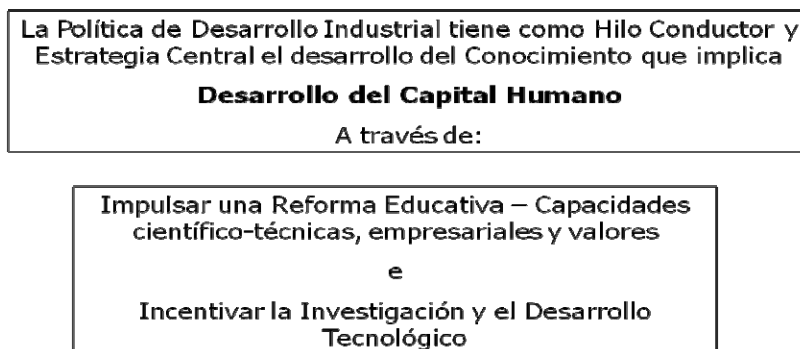 La Política de Desarrollo Industrial tiene como Hilo Conductor y
Estrategia Central el desarrollo del Conocimiento que implica
Desarrollo del Capital Humano
A través de:
Impulsar una Reforma Educativa – Capacidades
científico-técnicas, empresariales y valores
e
Incentivar la Investigación y el Desarrollo
Tecnológico